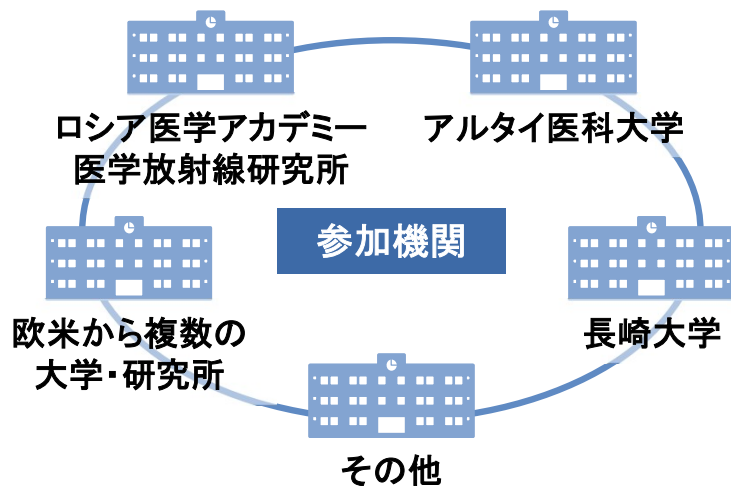 ロシア医学アカデミー
医学放射線研究所
アルタイ医科大学
参加機関
欧米から複数の
大学・研究所
長崎大学
その他